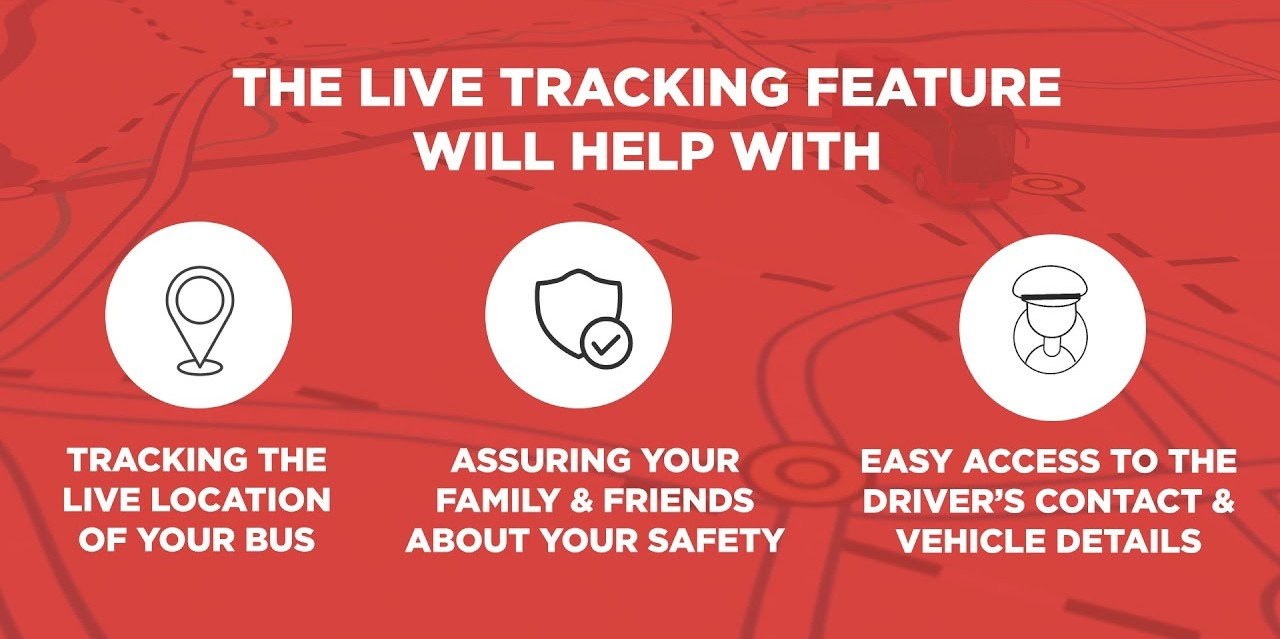 THE LIVE TRACKING FEATURE
WILL HELP WITH
TRACKING THE
LIVE LOCATION
OF YOUR BUS
ASSURING YOUR
FAMILY & FRIENDS
ABOUT YOUR SAFETY
EASY ACCESS TO THE
DRIVER’S CONTACT &
VEHICLE DETAILS